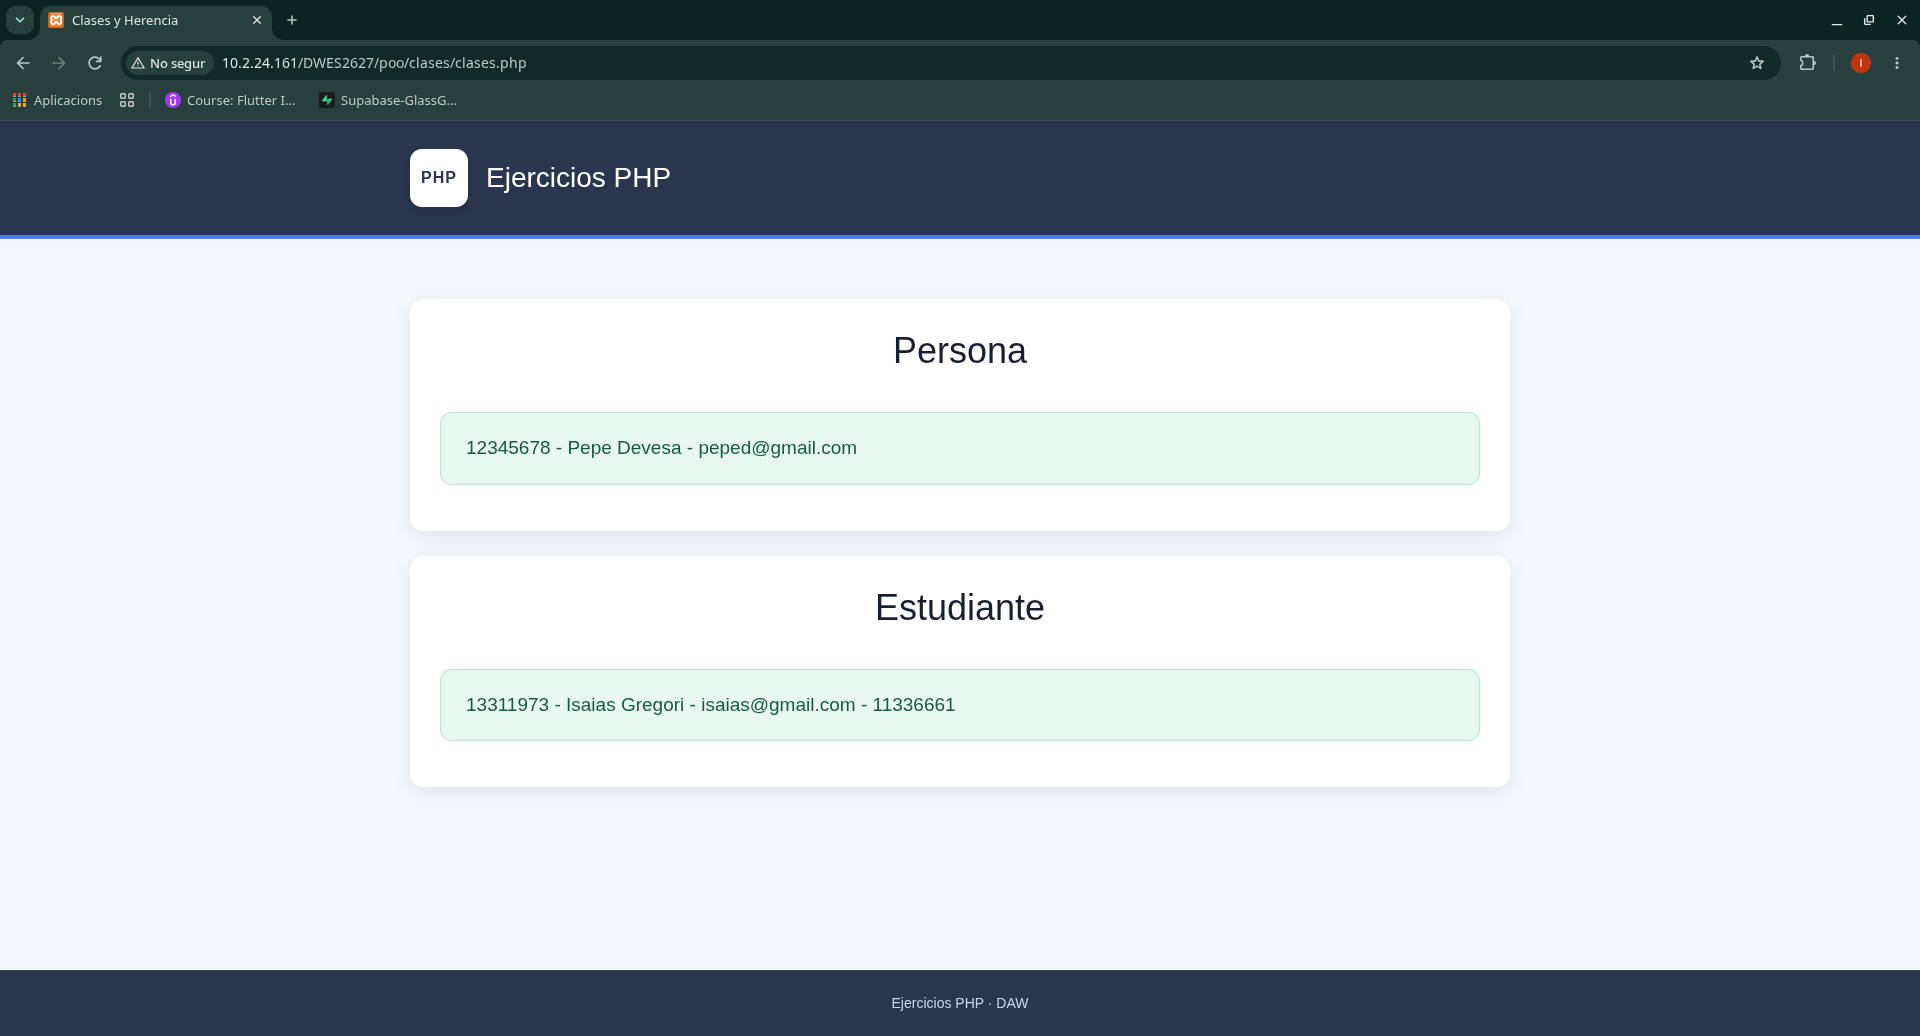 Clases y Herencia
No segur
10.2.24.161/DWES2627/poo/clases/clases.php
I
Aplicacions
Course: Flutter I...
Supabase-GlassG...
PHP
Ejercicios PHP
Persona
12345678 - Pepe Devesa - peped@gmail.com
Estudiante
13311973 - Isaias Gregori - isaias@gmail.com - 11336661
Ejercicios PHP · DAW